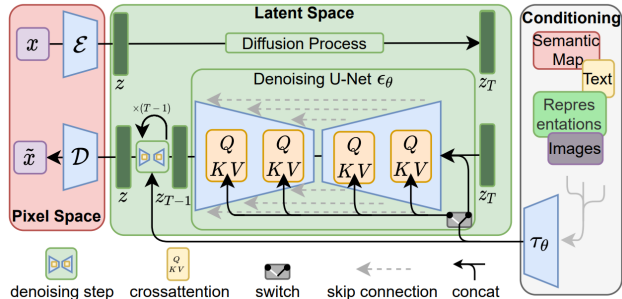 Latent Space
Conditioning
x
ℰ
Diffusion Process
Semantic
Map
z
z_T
Denoising U-Net ϵ_θ
Text
×(T−1)
Repres
entations
Q
KV
Q
KV
Q
KV
Q
KV
x̃
𝒟
Images
z
z_{T−1}
z_T
Pixel Space
τ_θ
Q
KV
denoising step
crossattention
switch
skip connection
concat